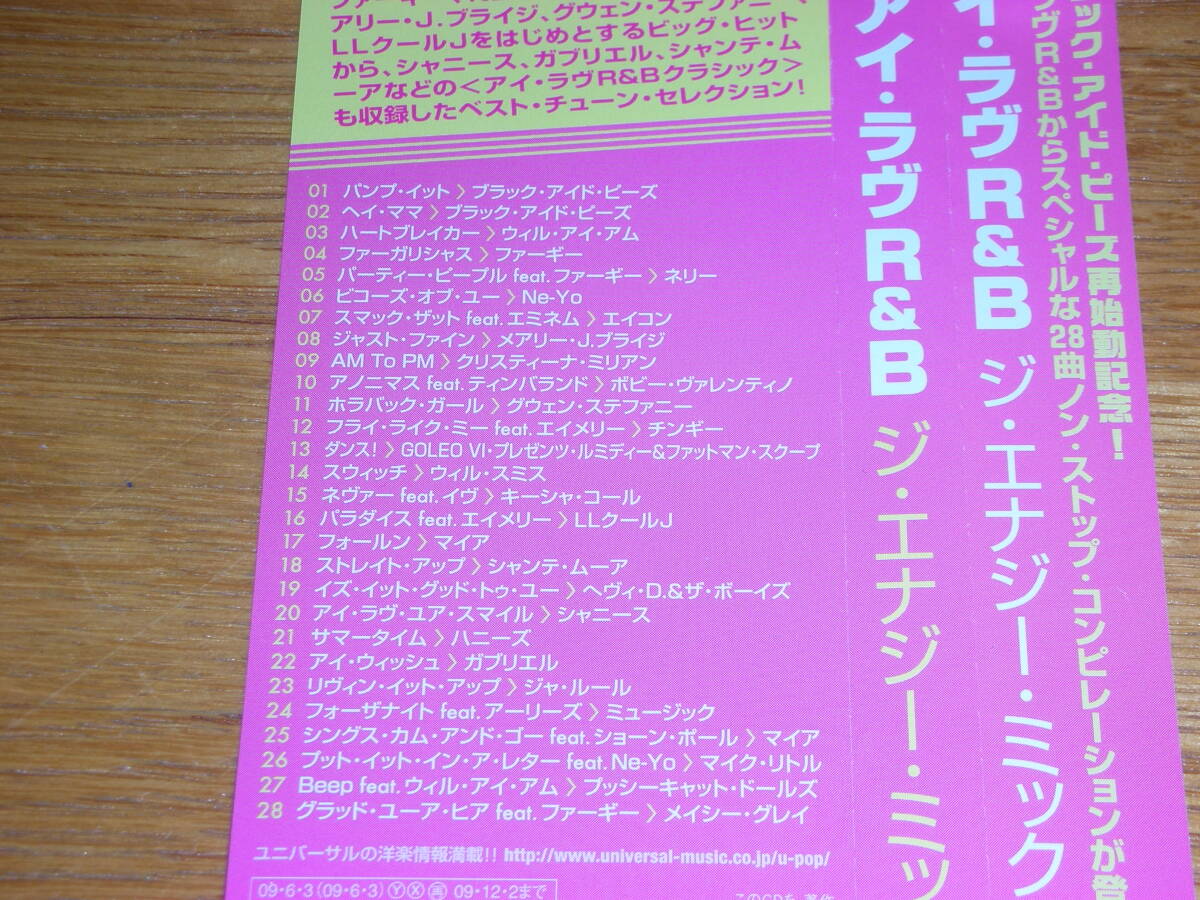 アリー・J.ブライジ、グウェン・ステファニー、
LLクールJをはじめとするビッグ・ヒット
から、シャニース、ガブリエル、シャンテ・ム
ーアなどの<アイ・ラヴR&Bクラシック>
も収録したベスト・チューン・セレクション!
01 パンプ・イット 〉 ブラック・アイド・ピーズ
02 ヘイ・ママ 〉 ブラック・アイド・ピーズ
03 ハートブレイカー 〉 ウィル・アイ・アム
04 ファーガリシャス 〉 ファーギー
05 パーティー・ピープル feat. ファーギー 〉 ネリー
06 ビコーズ・オブ・ユー 〉 Ne-Yo
07 スマック・ザット feat. エミネム 〉 エイコン
08 ジャスト・ファイン 〉 メアリー・J.ブライジ
09 AM To PM 〉 クリスティーナ・ミリアン
10 アノニマス feat. ティンバランド 〉 ボビー・ヴァレンティノ
11 ホラバック・ガール 〉 グウェン・ステファニー
12 フライ・ライク・ミー feat. エイメリー 〉 チンギー
13 ダンス! 〉 GOLEO VI・プレゼンツ・ルミディー&ファットマン・スクープ
14 スウィッチ 〉 ウィル・スミス
15 ネヴァー feat. イヴ 〉 キーシャ・コール
16 パラダイス feat. エイメリー 〉 LLクールJ
17 フォールン 〉 マイア
18 ストレイト・アップ 〉 シャンテ・ムーア
19 イズ・イット・グッド・トゥ・ユー 〉 ヘヴィ・D.&ザ・ボーイズ
20 アイ・ラヴ・ユア・スマイル 〉 シャニース
21 サマータイム 〉 ハニーズ
22 アイ・ウィッシュ 〉 ガブリエル
23 リヴィン・イット・アップ 〉 ジャ・ルール
24 フォーザナイト feat. アーリーズ 〉 ミュージック
25 シングス・カム・アンド・ゴー feat. ショーン・ポール 〉 マイア
26 プット・イット・イン・ア・レター feat. Ne-Yo 〉 マイク・リトル
27 Beep feat. ウィル・アイ・アム 〉 プッシーキャット・ドールズ
28 グラッド・ユーア・ヒア feat. ファーギー 〉 メイシー・グレイ
ユニバーサルの洋楽情報満載!! http://www.universal-music.co.jp/u-pop/
09・6・3 (09・6・3) Ⓨ Ⓧ 09・12・2まで
このCDを、著作
ック・アイド・ピーズ再始動記念!
ラヴR&Bからスペシャルな28曲ノン・ストップ・コンピレーションが登
イ・ラヴR&B ジ・エナジー・ミック
アイ・ラヴR&B ジ・エナジー・ミッ